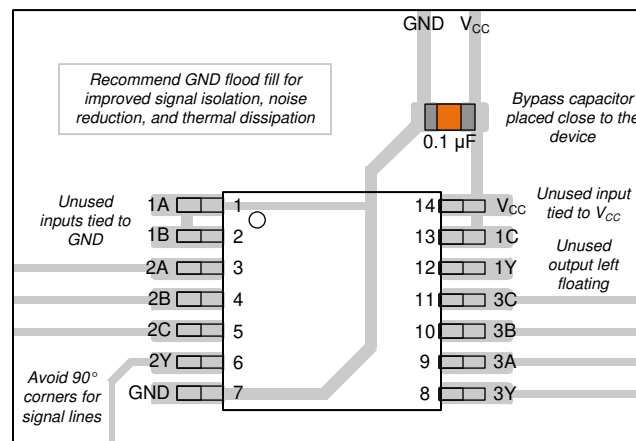 GND VCC
Recommend GND flood fill for
improved signal isolation, noise
reduction, and thermal dissipation
Bypass capacitor
placed close to the
device
0.1 µF
Unused
inputs tied to
GND
1A 1 14 VCC
1B 2 13 1C
2A 3 12 1Y
2B 4 11 3C
2C 5 10 3B
2Y 6 9 3A
GND 7 8 3Y
Unused input
tied to VCC
Unused
output left
floating
Avoid 90°
corners for
signal lines